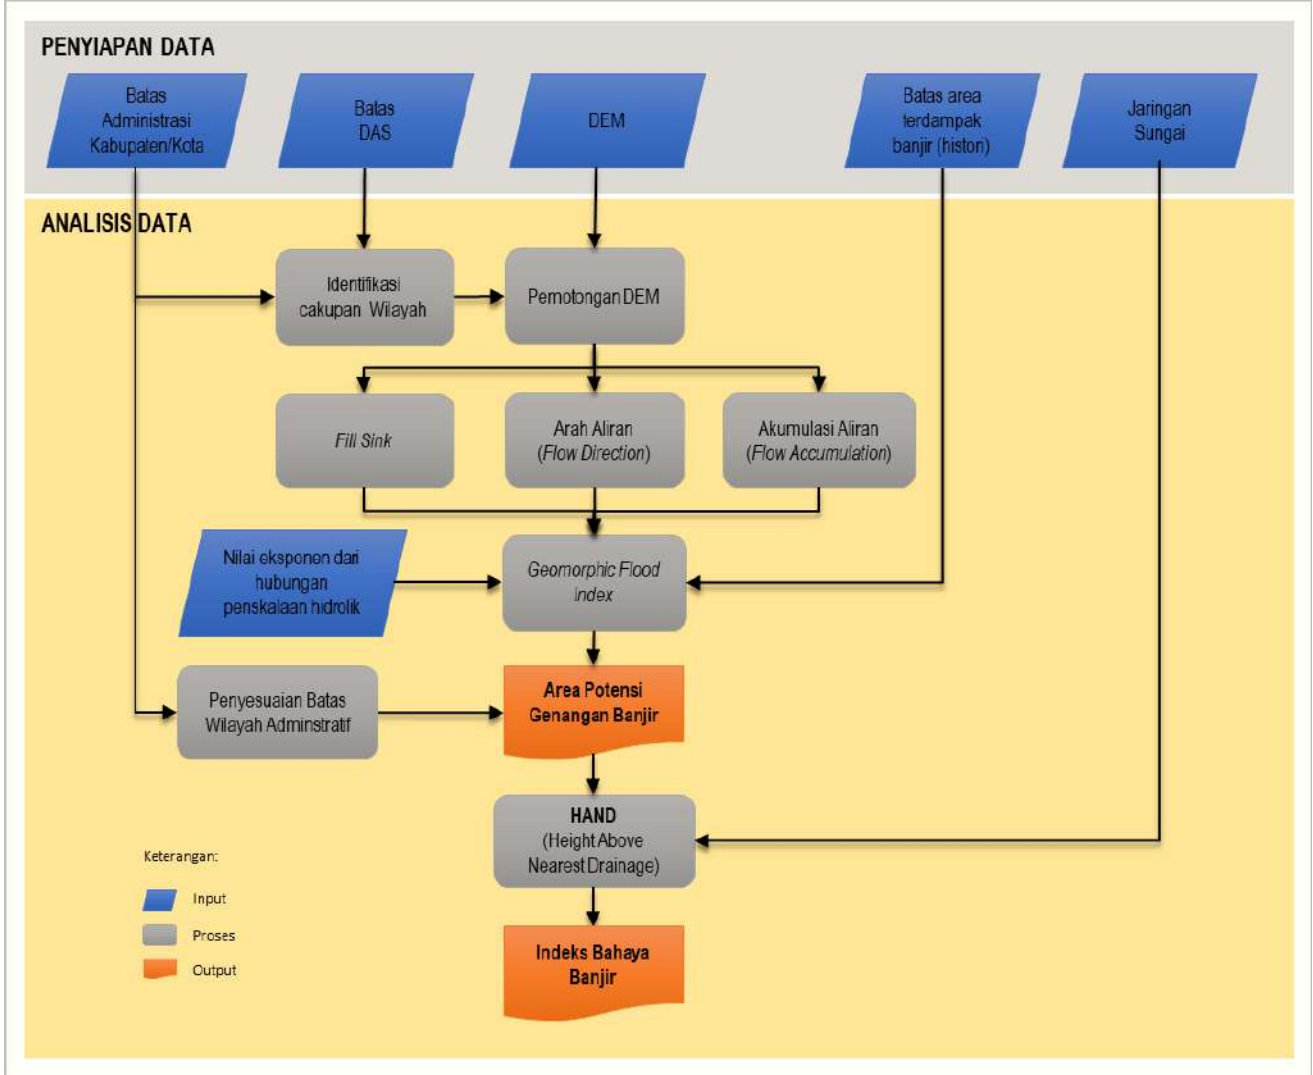 PENYIAPAN DATA
Batas
Administrasi
Kabupaten/Kota
Batas
DAS
DEM
Batas area
terdampak
banjir (histori)
Jaringan
Sungai
ANALISIS DATA
Identifikasi
cakupan Wilayah
Pemotongan DEM
Fill Sink
Arah Aliran
(Flow Direction)
Akumulasi Aliran
(Flow Accumulation)
Nilai eksponen dari
hubungan
penskalaan hidrolik
Geomorphic Flood
Index
Penyesuaian Batas
Wilayah Adminstratif
Area Potensi
Genangan Banjir
HAND
(Height Above
Nearest Drainage)
Keterangan:
Input
Proses
Output
Indeks Bahaya
Banjir